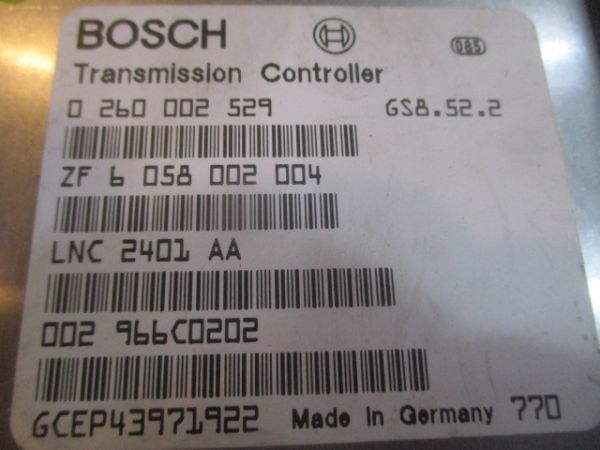 BOSCH 085
Transmission Controller
0 260 002 529 GS8.52.2
ZF 6 058 002 004
LNC 2401 AA
002 966C0202
GCEP43971922 Made In Germany 770